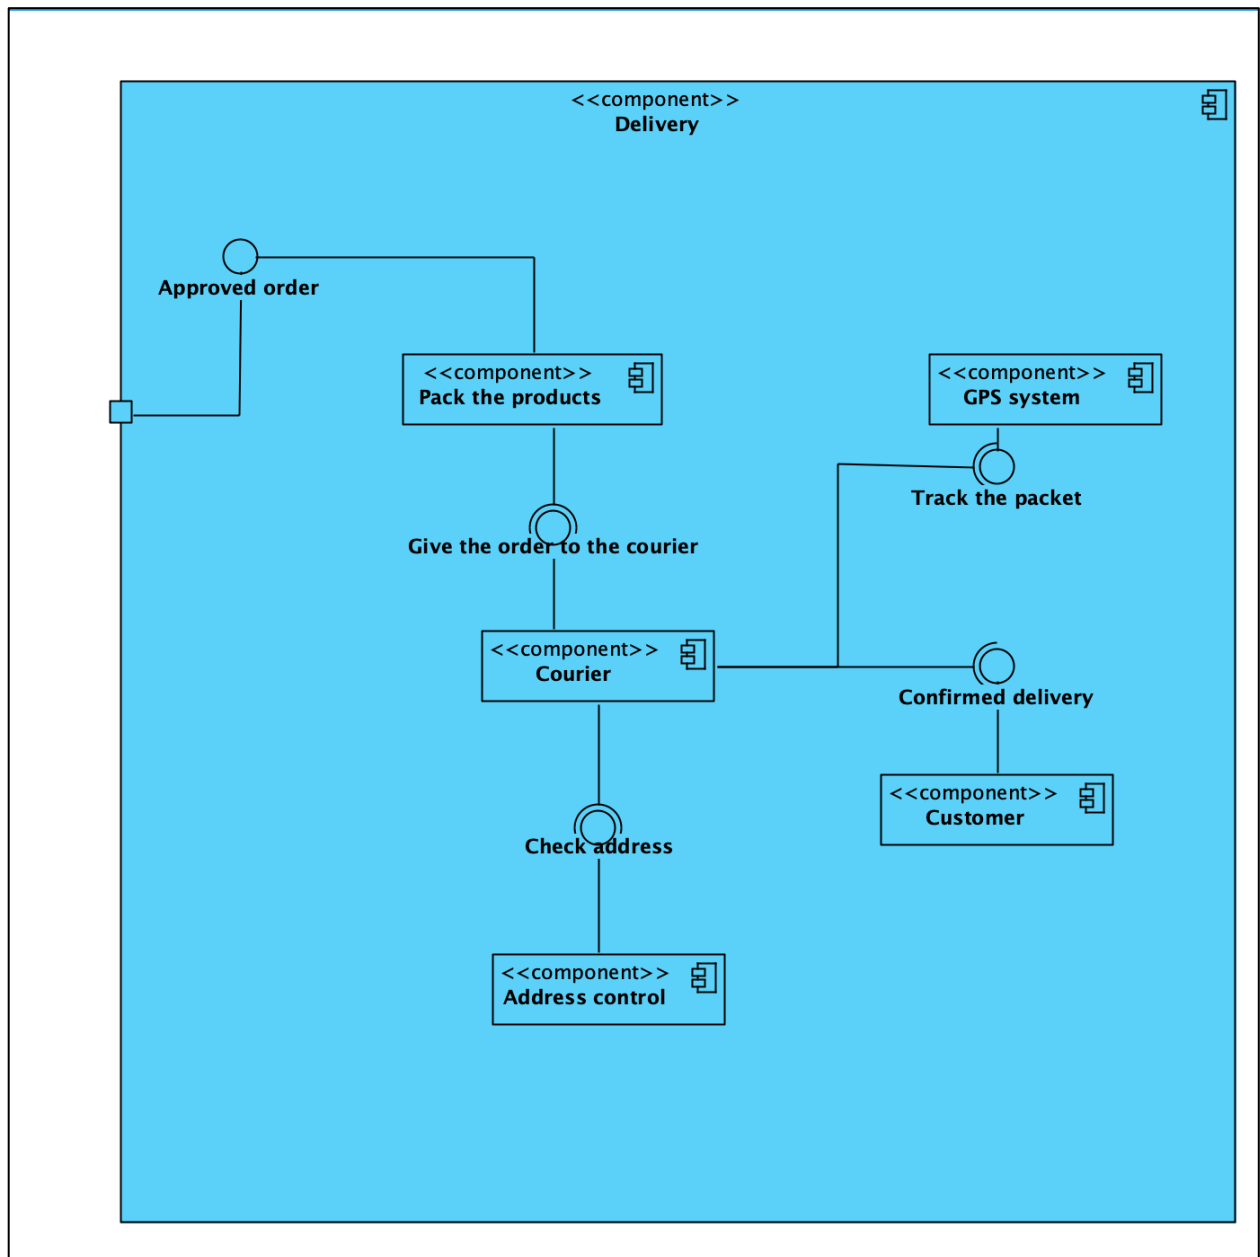 <<component>>
Delivery
Approved order
<<component>>
Pack the products
<<component>>
GPS system
Track the packet
Give the order to the courier
<<component>>
Courier
Confirmed delivery
<<component>>
Customer
Check address
<<component>>
Address control